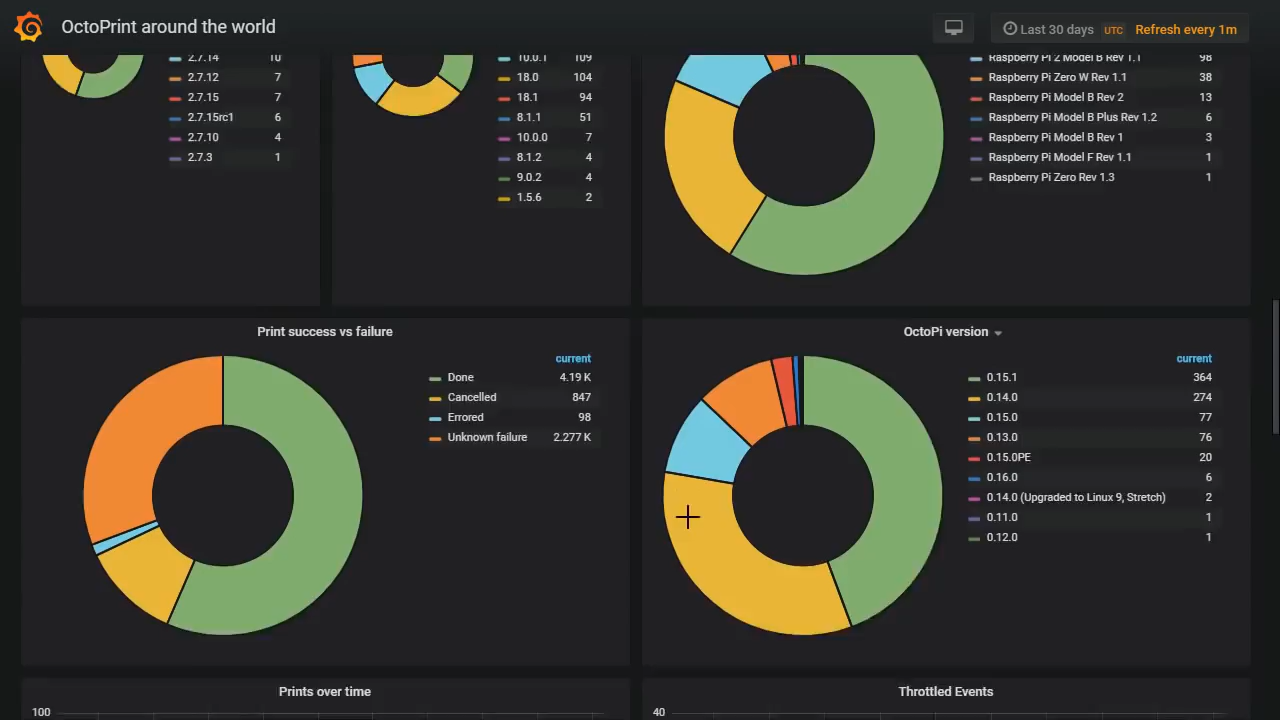 OctoPrint around the world
Last 30 days UTC Refresh every 1m
2.7.14 10
2.7.12 7
2.7.15 7
2.7.15rc1 6
2.7.10 4
2.7.3 1
10.0.1 109
18.0 104
18.1 94
8.1.1 51
10.0.0 7
8.1.2 4
9.0.2 4
1.5.6 2
Raspberry Pi 2 Model B Rev 1.1 98
Raspberry Pi Zero W Rev 1.1 38
Raspberry Pi Model B Rev 2 13
Raspberry Pi Model B Plus Rev 1.2 6
Raspberry Pi Model B Rev 1 3
Raspberry Pi Model F Rev 1.1 1
Raspberry Pi Zero Rev 1.3 1
Print success vs failure
current
Done 4.19 K
Cancelled 847
Errored 98
Unknown failure 2.277 K
OctoPi version
current
0.15.1 364
0.14.0 274
0.15.0 77
0.13.0 76
0.15.0PE 20
0.16.0 6
0.14.0 (Upgraded to Linux 9, Stretch) 2
0.11.0 1
0.12.0 1
Prints over time
100
Throttled Events
40